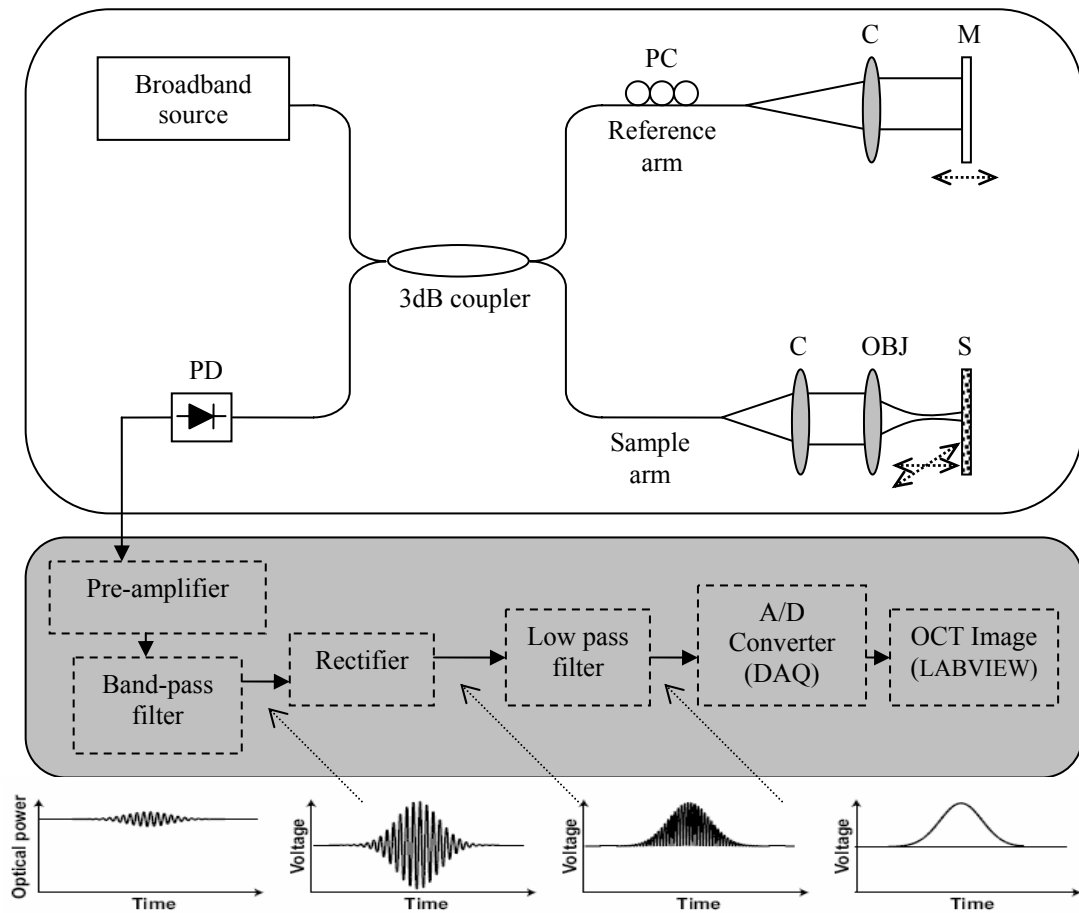 Broadband
source
PC
C
M
Reference
arm
3dB coupler
PD
C
OBJ
S
Sample
arm
Pre-amplifier
Band-pass
filter
Rectifier
Low pass
filter
A/D
Converter
(DAQ)
OCT Image
(LABVIEW)
Optical power
Time
Voltage
Time
Voltage
Time
Voltage
Time